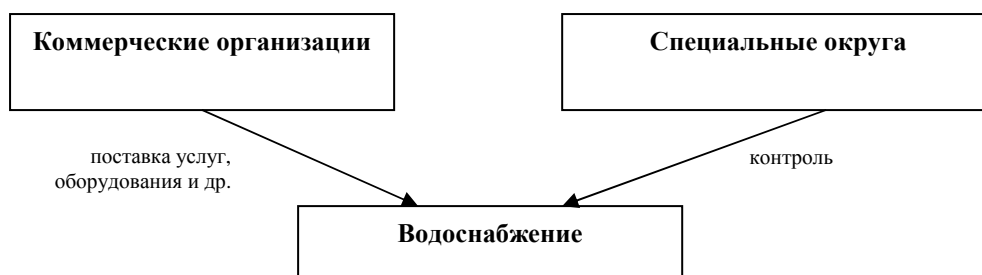 Коммерческие организации
Специальные округа
поставка услуг,
оборудования и др.
контроль
Водоснабжение